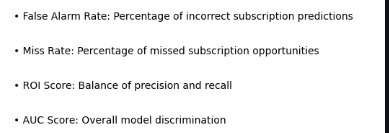 • False Alarm Rate: Percentage of incorrect subscription predictions
• Miss Rate: Percentage of missed subscription opportunities
• ROI Score: Balance of precision and recall
• AUC Score: Overall model discrimination